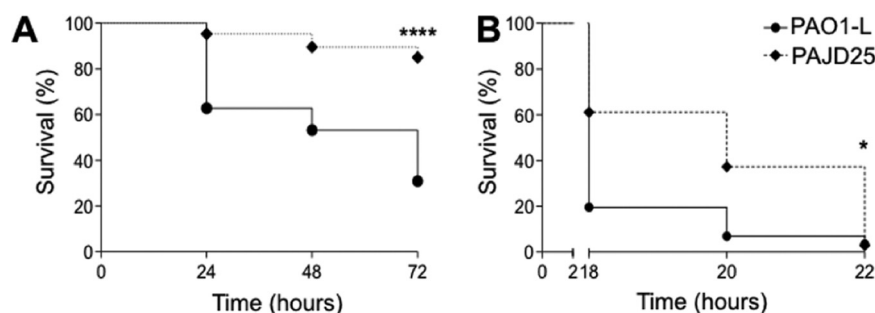 A
Survival (%)
100
80
60
40
20
0
****
0 24 48 72
Time (hours)
B
Survival (%)
100
80
60
40
20
0
PAO1-L
PAJD25
*
0 2 18 20 22
Time (hours)